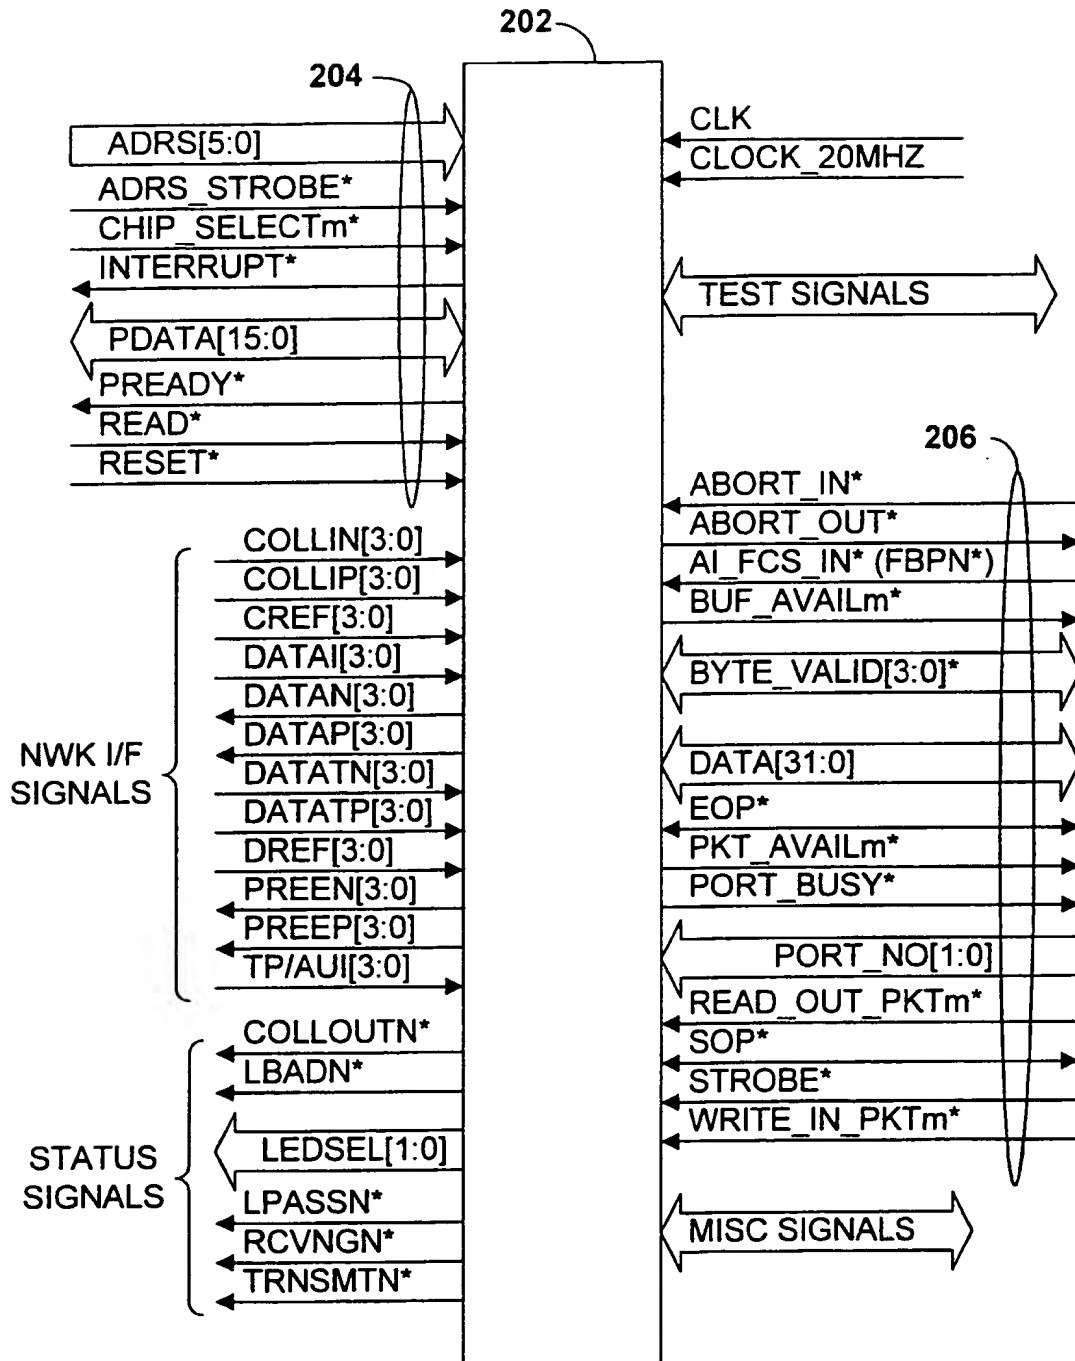 202
204
ADRS[5:0]
ADRS_STROBE*
CHIP_SELECTm*
INTERRUPT*
PDATA[15:0]
PREADY*
READ*
RESET*
COLLIN[3:0]
COLLIP[3:0]
CREF[3:0]
DATAI[3:0]
DATAN[3:0]
DATAP[3:0]
DATATN[3:0]
DATATP[3:0]
DREF[3:0]
PREEN[3:0]
PREEP[3:0]
TP/AUI[3:0]
NWK I/F
SIGNALS
COLLOUTN*
LBADN*
LEDSEL[1:0]
LPASSN*
RCVNGN*
TRNSMTN*
STATUS
SIGNALS
CLK
CLOCK_20MHZ
TEST SIGNALS
206
ABORT_IN*
ABORT_OUT*
AI_FCS_IN* (FBPN*)
BUF_AVAILm*
BYTE_VALID[3:0]*
DATA[31:0]
EOP*
PKT_AVAILm*
PORT_BUSY*
PORT_NO[1:0]
READ_OUT_PKTm*
SOP*
STROBE*
WRITE_IN_PKTm*
MISC SIGNALS